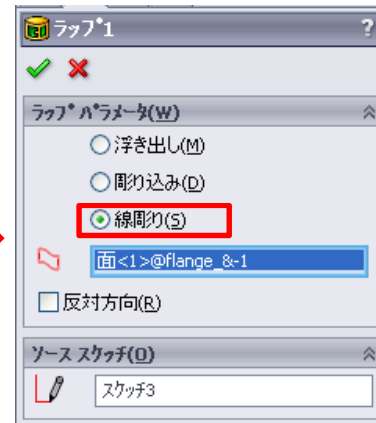 ラップ1 ?
ラップ パラメータ(W)
浮き出し(M)
彫り込み(D)
線彫り(S)
面<1>@flange_&-1
反対方向(R)
ソース スケッチ(O)
スケッチ3